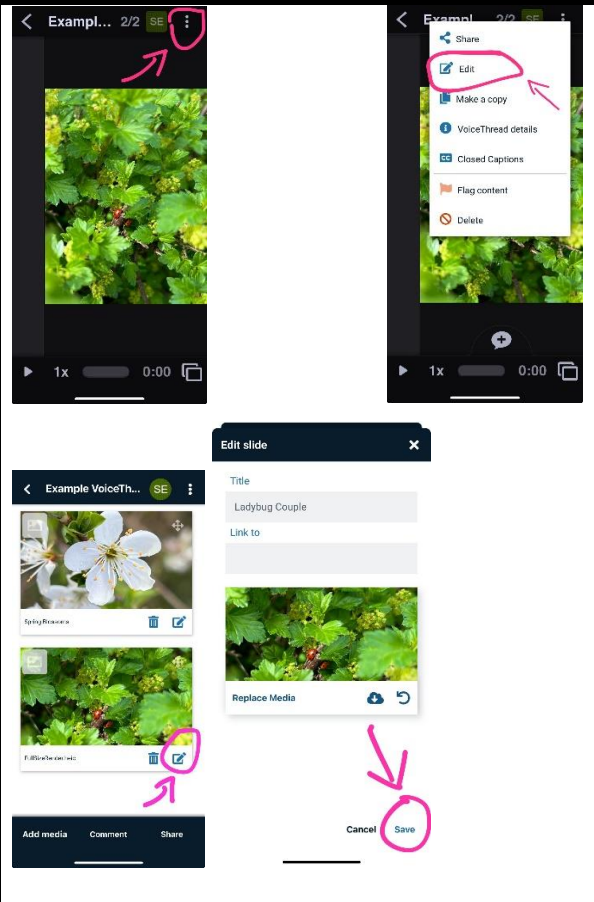 Exampl... 2/2 SE
1x 0:00
Exampl 2/2 SE
Share
Edit
Make a copy
VoiceThread details
CC Closed Captions
Flag content
Delete
1x 0:00
Example VoiceTh... SE
Spring Blossoms
Add media Comment Share
Edit slide
Title
Ladybug Couple
Link to
Replace Media
Cancel Save